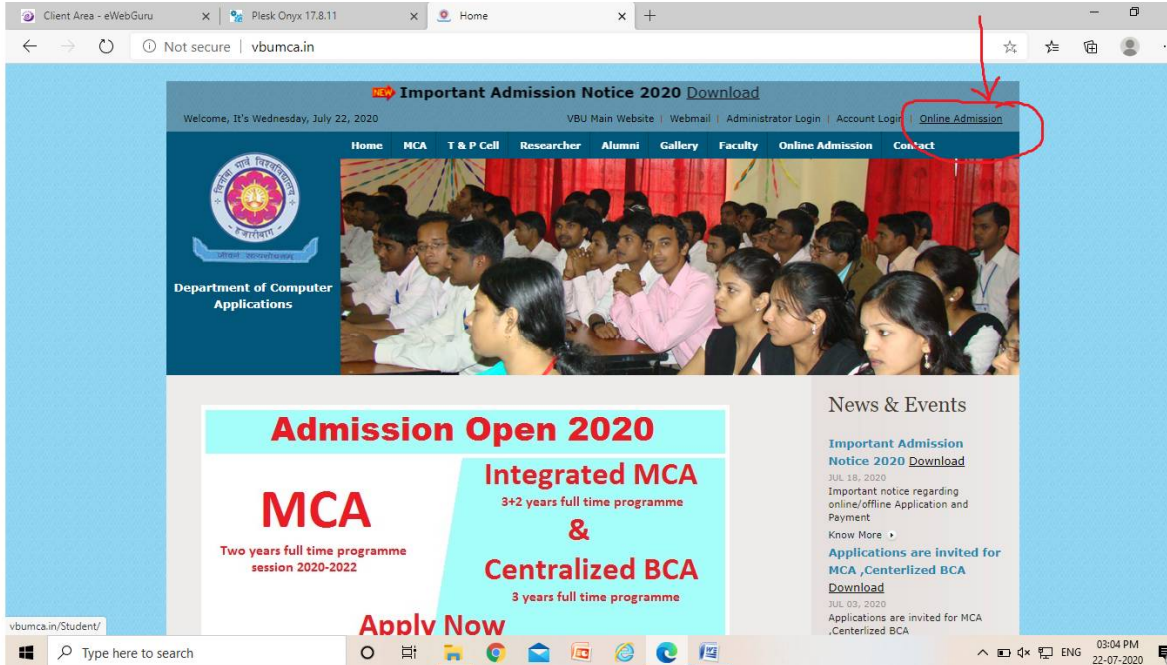 Client Area - eWebGuru
Plesk Onyx 17.8.11
Home
Not secure | vbumca.in
NEW Important Admission Notice 2020 Download
Welcome, It's Wednesday, July 22, 2020
VBU Main Website | Webmail | Administrator Login | Account Login | Online Admission
Home MCA T & P Cell Researcher Alumni Gallery Faculty Online Admission Contact
विनोबा भावे विश्वविद्यालय
हजारीबाग
Department of Computer
Applications
Admission Open 2020
MCA
Two years full time programme
session 2020-2022
Integrated MCA
3+2 years full time programme
&
Centralized BCA
3 years full time programme
Apply Now
News & Events
Important Admission
Notice 2020 Download
JUL 18, 2020
Important notice regarding
online/offline Application and
Payment
Know More
Applications are invited for
MCA ,Centerlized BCA
Download
JUL 03, 2020
Applications are invited for MCA
,Centerlized BCA
vbumca.in/Student/
Type here to search
ENG
03:04 PM
22-07-2020